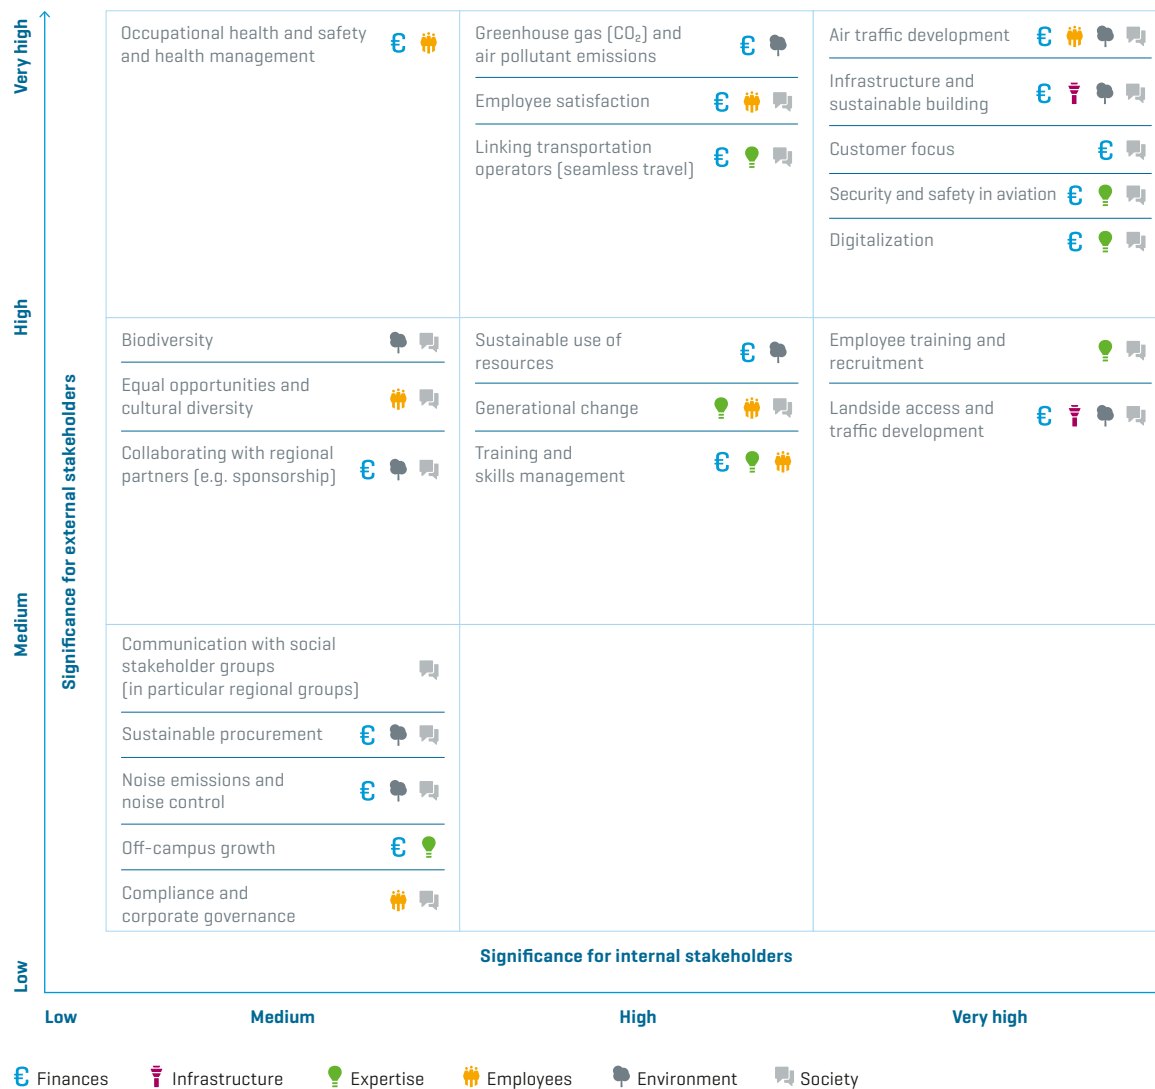 Very high
High
Medium
Low
Significance for external stakeholders
Occupational health and safety
and health management
Greenhouse gas (CO₂) and
air pollutant emissions
Employee satisfaction
Linking transportation
operators (seamless travel)
Air traffic development
Infrastructure and
sustainable building
Customer focus
Security and safety in aviation
Digitalization
Biodiversity
Equal opportunities and
cultural diversity
Collaborating with regional
partners (e.g. sponsorship)
Sustainable use of
resources
Generational change
Training and
skills management
Employee training and
recruitment
Landside access and
traffic development
Communication with social
stakeholder groups
(in particular regional groups)
Sustainable procurement
Noise emissions and
noise control
Off-campus growth
Compliance and
corporate governance
Significance for internal stakeholders
Low
Medium
High
Very high
€ Finances
Infrastructure
Expertise
Employees
Environment
Society